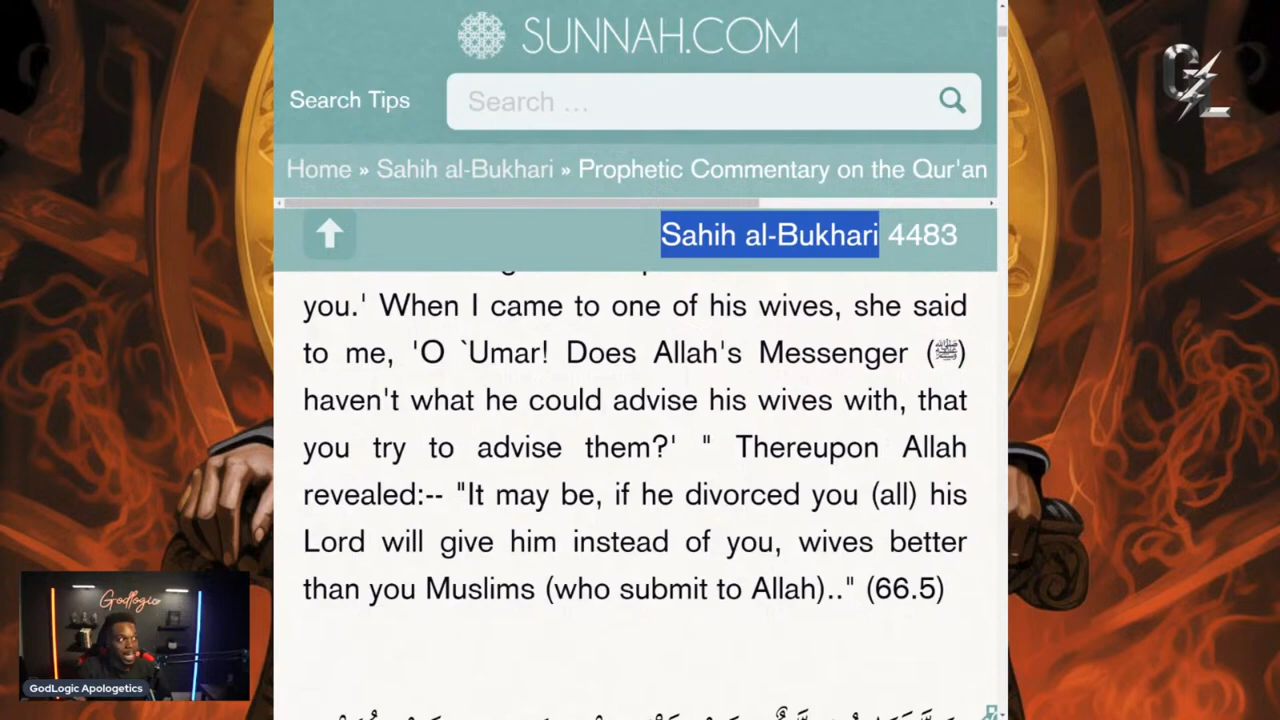 SUNNAH.COM
GL
Search Tips
Search ...
Home » Sahih al-Bukhari » Prophetic Commentary on the Qur'an
Sahih al-Bukhari 4483
you.' When I came to one of his wives, she said
to me, 'O `Umar! Does Allah's Messenger (ﷺ)
haven't what he could advise his wives with, that
you try to advise them?' " Thereupon Allah
revealed:-- "It may be, if he divorced you (all) his
Lord will give him instead of you, wives better
than you Muslims (who submit to Allah).." (66.5)
Godlogic
GodLogic Apologetics